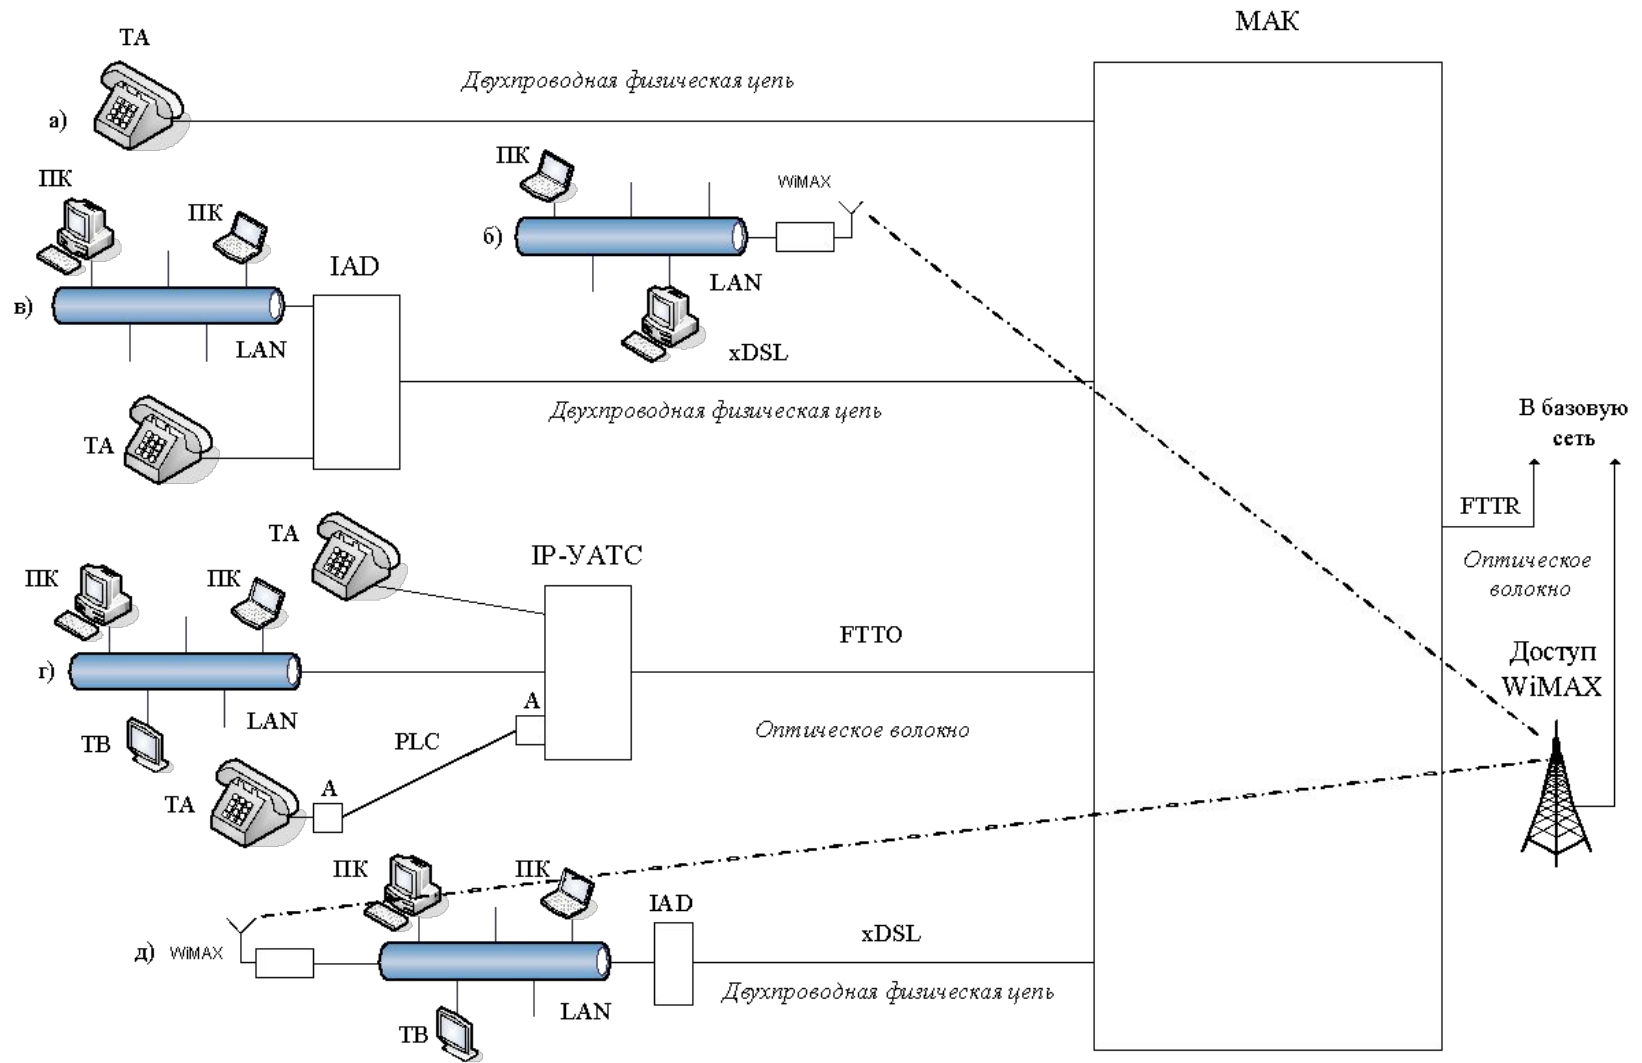 МАК
ТА
Двухпроводная физическая цепь
а)
ПК
WiMAX
ПК
ПК
б)
LAN
IAD
в)
LAN
xDSL
Двухпроводная физическая цепь
ТА
В базовую
сеть
FTTR
Оптическое
волокно
ТА
IP-УАТС
ПК
ПК
FTTO
г)
LAN
А
Доступ
WiMAX
ТВ
PLC
Оптическое волокно
ТА
А
ПК
ПК
IAD
xDSL
д)
WiMAX
Двухпроводная физическая цепь
LAN
ТВ